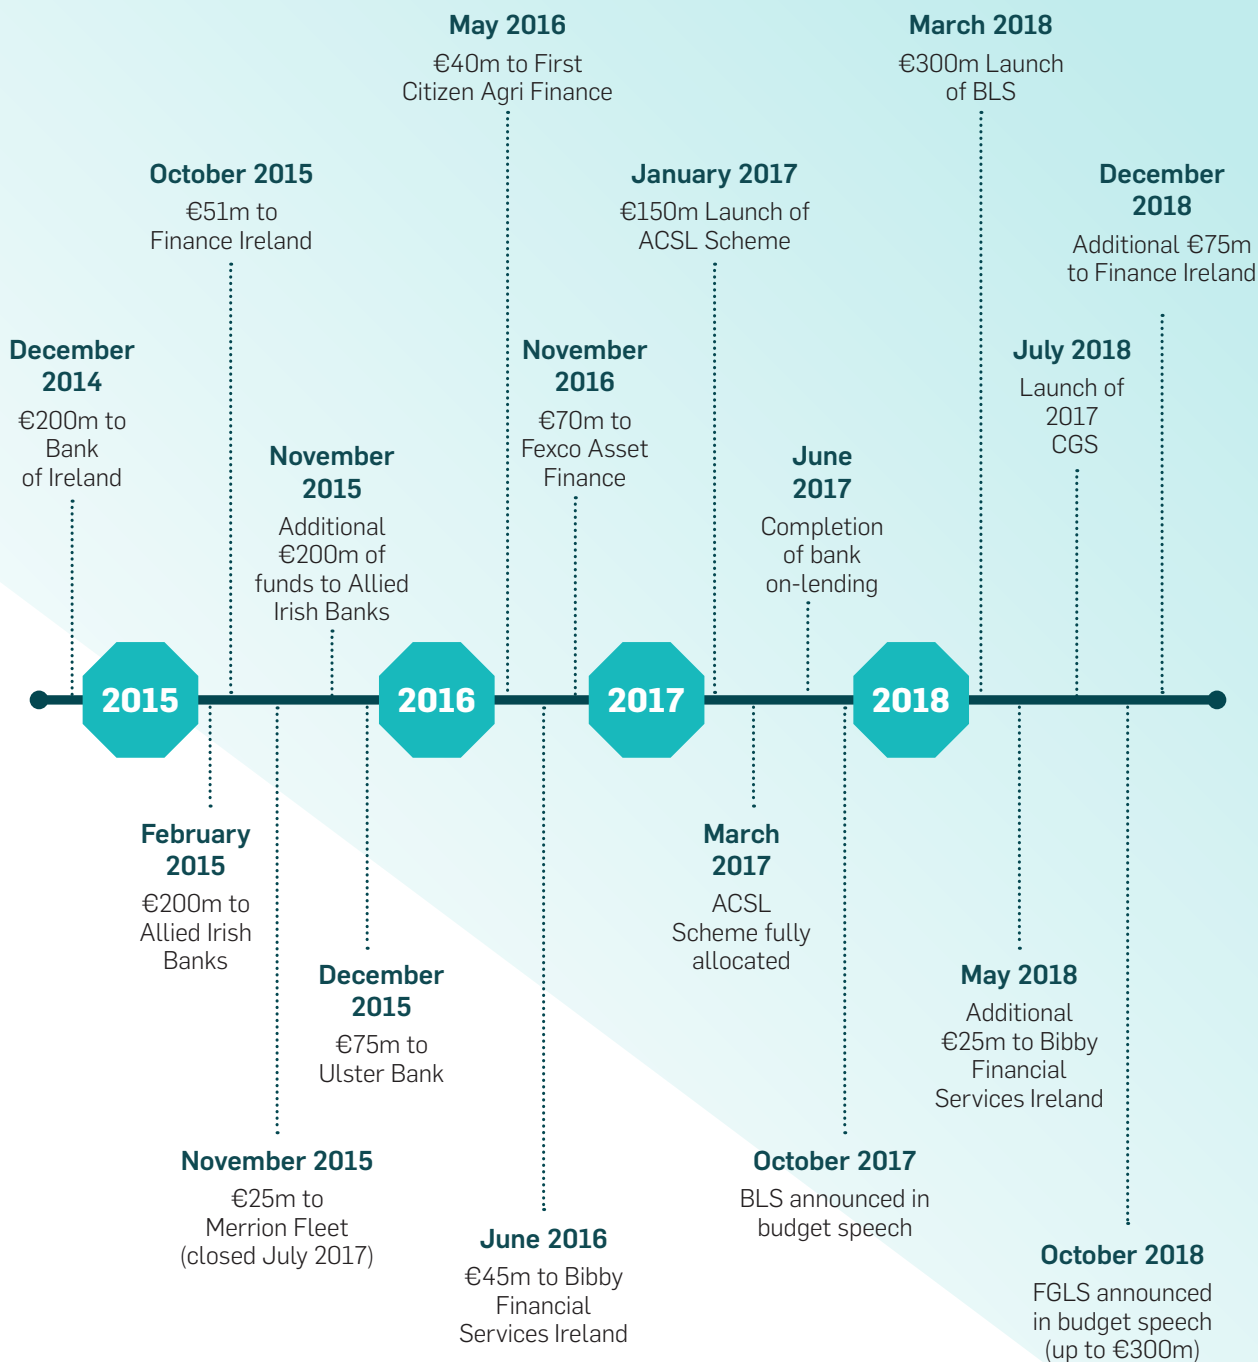 May 2016
€40m to First
Citizen Agri Finance
March 2018
€300m Launch
of BLS
October 2015
€51m to
Finance Ireland
January 2017
€150m Launch of
ACSL Scheme
December
2018
Additional €75m
to Finance Ireland
December
2014
€200m to
Bank
of Ireland
November
2015
Additional
€200m of
funds to Allied
Irish Banks
November
2016
€70m to
Fexco Asset
Finance
June
2017
Completion
of bank
on-lending
July 2018
Launch of
2017
CGS
2015
2016
2017
2018
February
2015
€200m to
Allied Irish
Banks
December
2015
€75m to
Ulster Bank
November 2015
€25m to
Merrion Fleet
(closed July 2017)
June 2016
€45m to Bibby
Financial
Services Ireland
March
2017
ACSL
Scheme fully
allocated
October 2017
BLS announced in
budget speech
May 2018
Additional
€25m to Bibby
Financial
Services Ireland
October 2018
FGLS announced
in budget speech
(up to €300m)